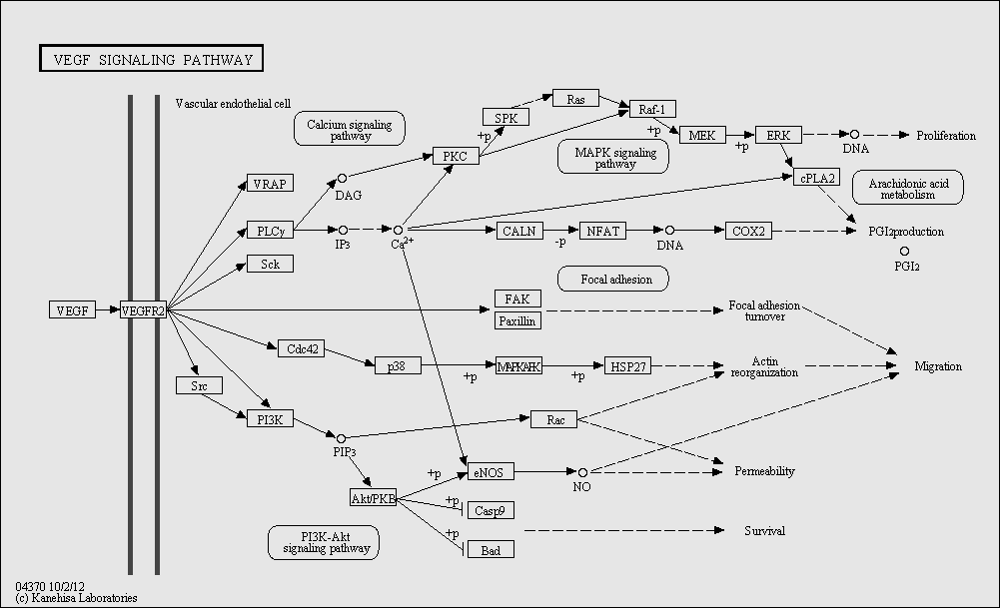 VEGF SIGNALING PATHWAY
Vascular endothelial cell
Calcium signaling
pathway
SPK
Ras
Raf-1
+p
+p
MEK
+p
ERK
DNA
Proliferation
MAPK signaling
pathway
PKC
cPLA2
Arachidonic acid
metabolism
VRAP
DAG
PLCγ
IP3
Ca2+
CALN
-p
NFAT
DNA
COX2
PGI2production
PGI2
Sck
Focal adhesion
VEGF
VEGFR2
FAK
Paxillin
Focal adhesion
turnover
Cdc42
p38
+p
MAPKAPK
+p
HSP27
Actin
reorganization
Migration
Src
PI3K
PIP3
Rac
+p
eNOS
NO
Permeability
Akt/PKB
+p
Casp9
+p
Bad
Survival
PI3K-Akt
signaling pathway
04370 10/2/12
(c) Kanehisa Laboratories